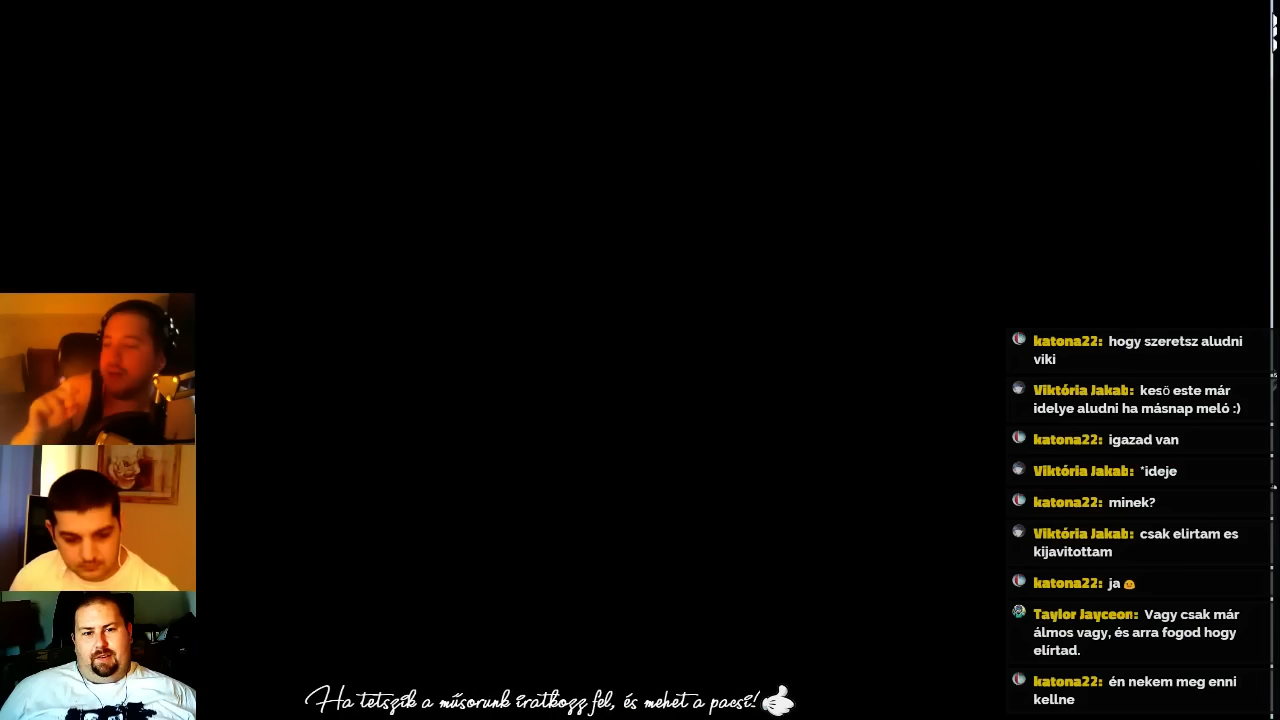 katona22: hogy szeretsz aludni
viki
Viktória Jakab: kesö este már
idelye aludni ha másnap meló :)
katona22: igazad van
Viktória Jakab: *ideje
katona22: minek?
Viktória Jakab: csak elirtam es
kijavitottam
katona22: ja
Taylor Jayceon: Vagy csak már
álmos vagy, és arra fogod hogy
elírtad.
katona22: én nekem meg enni
kellne
Ha tetszik a műsorunk iratkozz fel, és mehet a pacsi!